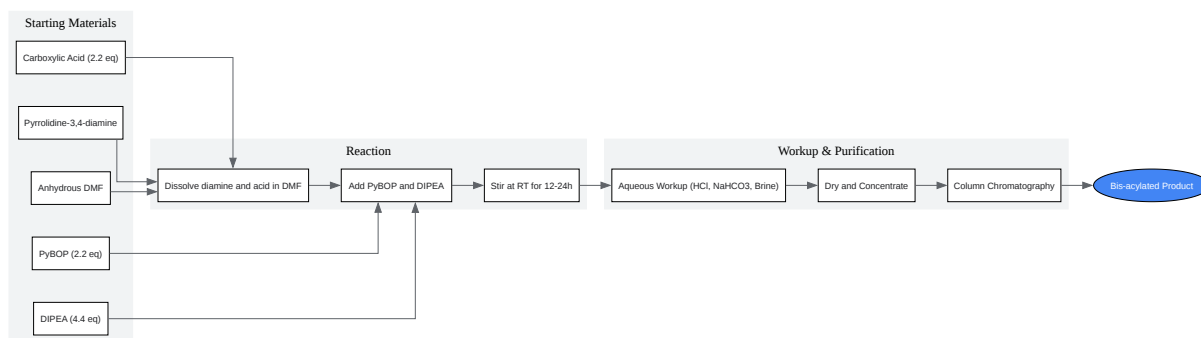 Starting Materials
Carboxylic Acid (2.2 eq)
Pyrrolidine-3,4-diamine
Anhydrous DMF
PyBOP (2.2 eq)
DIPEA (4.4 eq)
Reaction
Dissolve diamine and acid in DMF
Add PyBOP and DIPEA
Stir at RT for 12-24h
Workup & Purification
Aqueous Workup (HCl, NaHCO3, Brine)
Dry and Concentrate
Column Chromatography
Bis-acylated Product